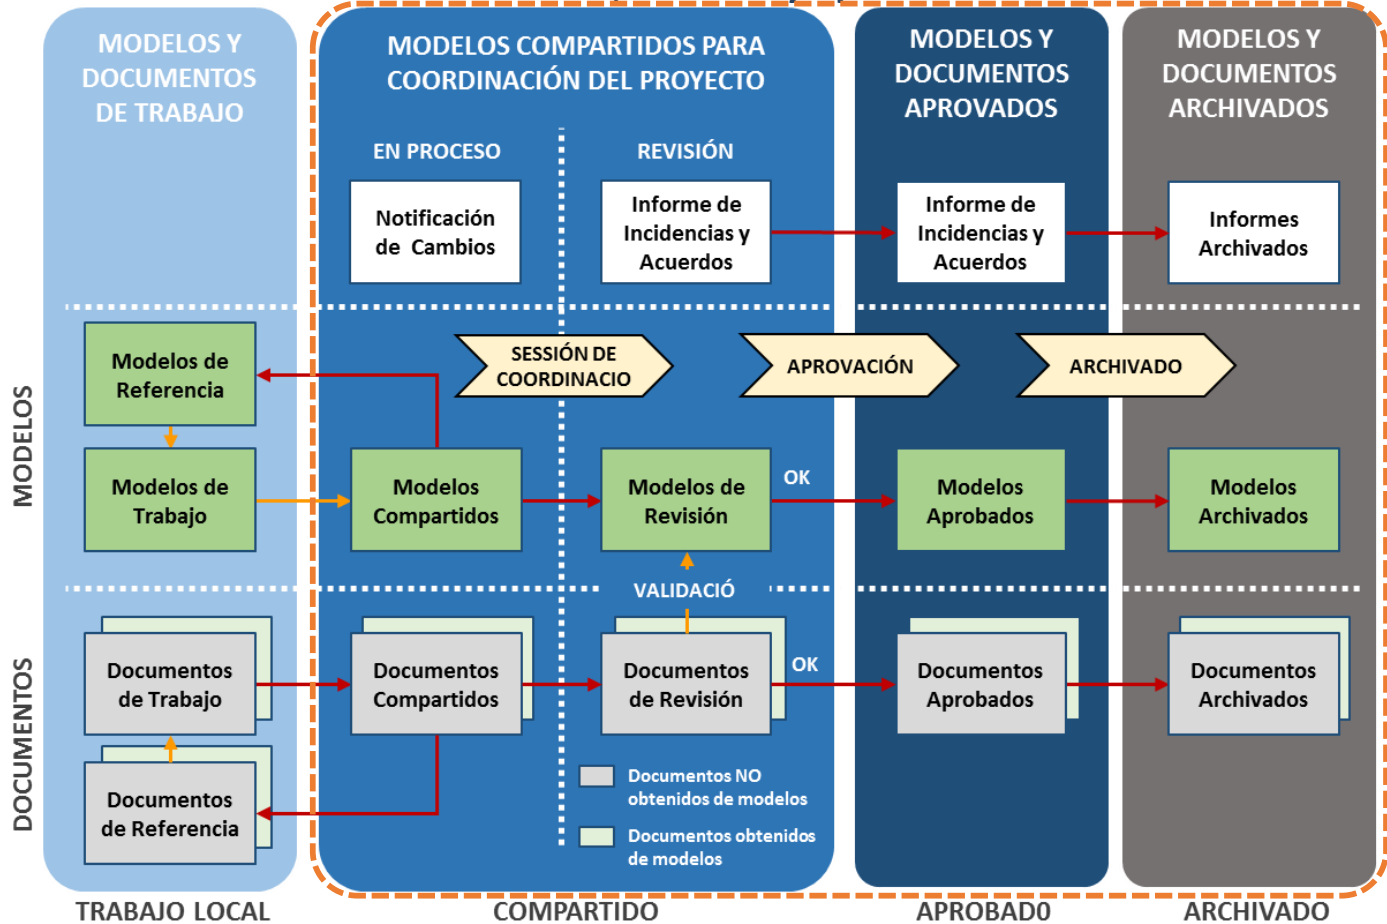 MODELOS Y
DOCUMENTOS
DE TRABAJO
MODELOS COMPARTIDOS PARA
COORDINACIÓN DEL PROYECTO
MODELOS Y
DOCUMENTOS
APROVADOS
MODELOS Y
DOCUMENTOS
ARCHIVADOS
EN PROCESO
REVISIÓN
Notificación
de Cambios
Informe de
Incidencias y
Acuerdos
Informe de
Incidencias y
Acuerdos
Informes
Archivados
MODELOS
Modelos de
Referencia
SESSIÓN DE
COORDINACIO
APROVACIÓN
ARCHIVADO
Modelos de
Trabajo
Modelos
Compartidos
Modelos de
Revisión
OK
Modelos
Aprobados
Modelos
Archivados
VALIDACIÓ
DOCUMENTOS
Documentos
de Trabajo
Documentos
Compartidos
Documentos
de Revisión
OK
Documentos
Aprobados
Documentos
Archivados
Documentos
de Referencia
Documentos NO
obtenidos de modelos
Documentos obtenidos
de modelos
TRABAJO LOCAL
COMPARTIDO
APROBAD0
ARCHIVADO